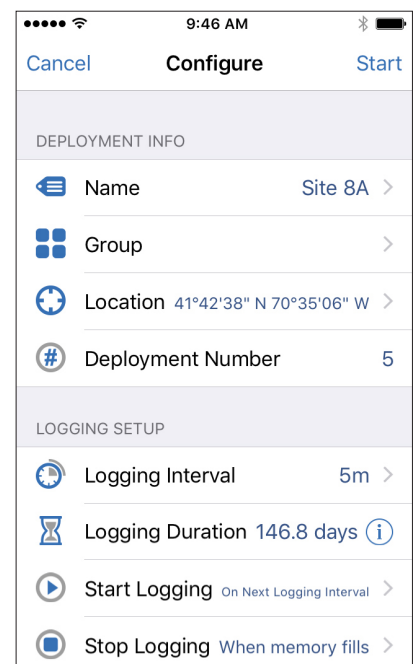 9:46 AM
Cancel Configure Start
DEPLOYMENT INFO
Name Site 8A
Group
Location 41°42'38" N 70°35'06" W
# Deployment Number 5
LOGGING SETUP
Logging Interval 5m
Logging Duration 146.8 days i
Start Logging On Next Logging Interval
Stop Logging When memory fills